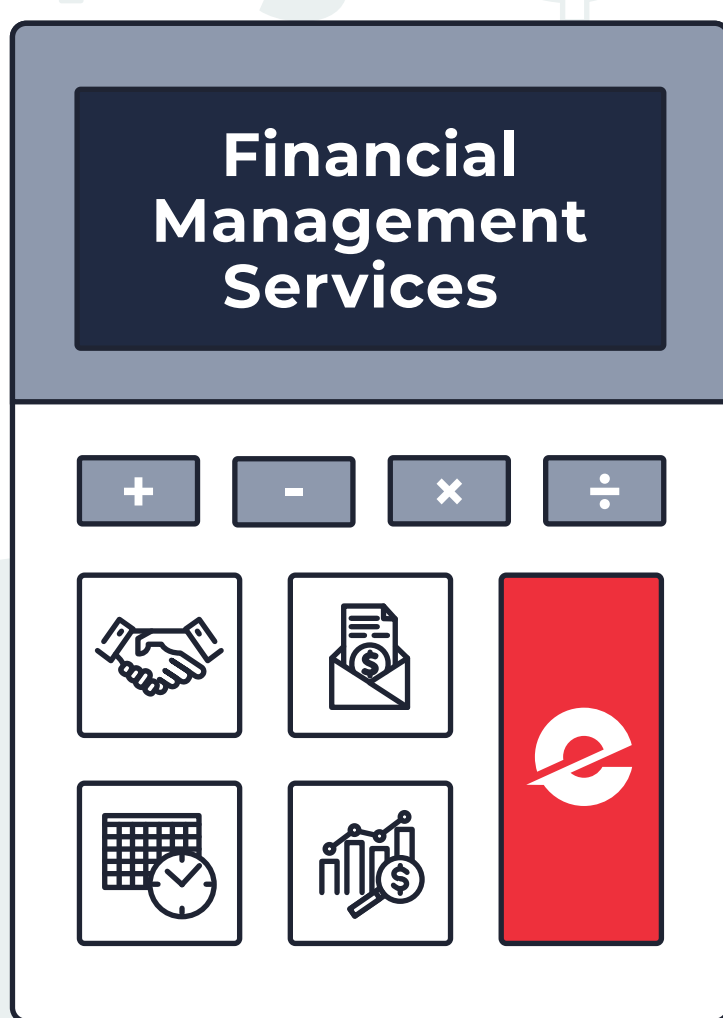 Financial
Management
Services
+ - × ÷
$
$
e